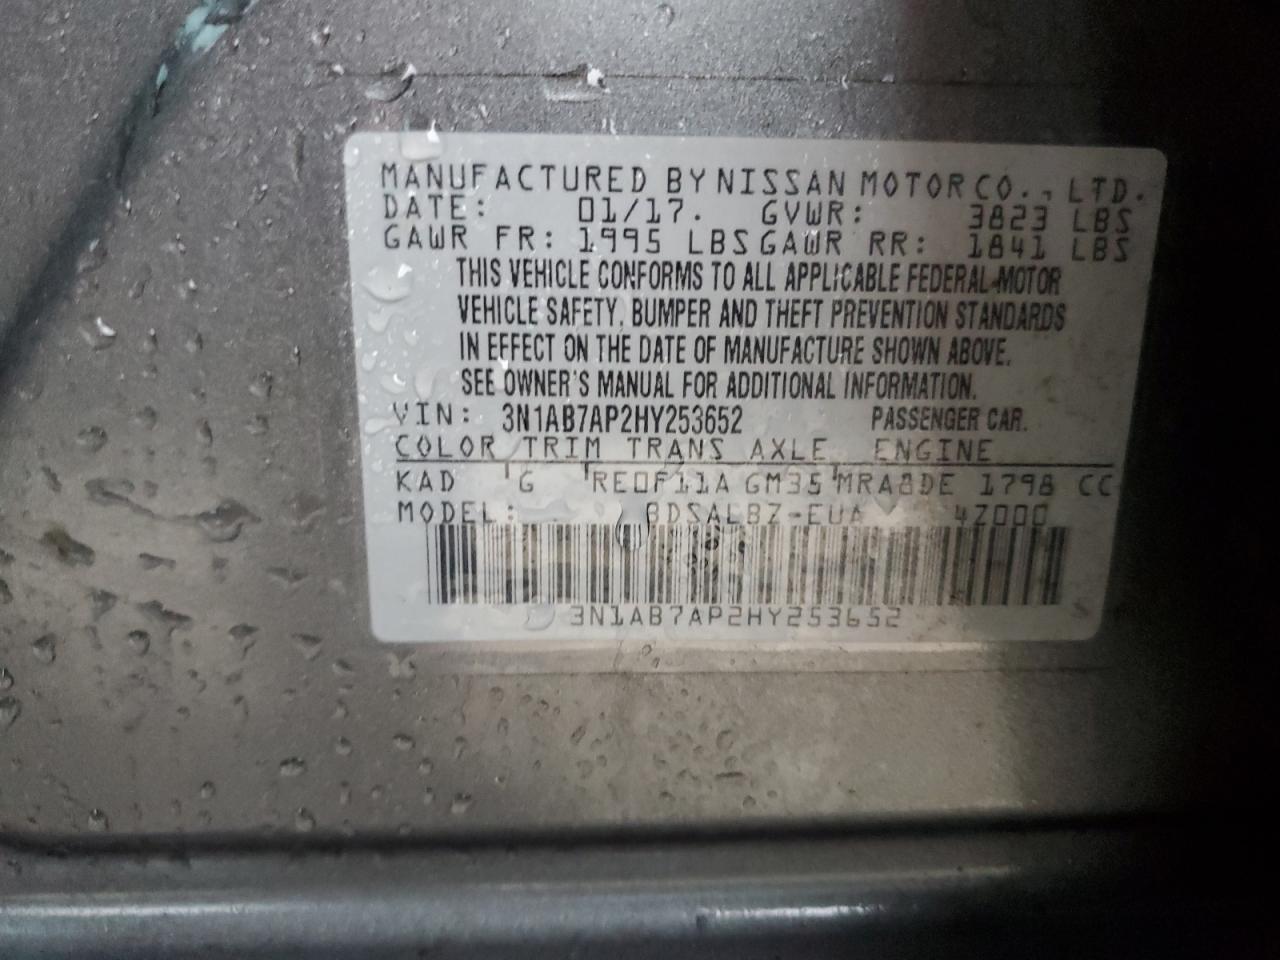 MANUFACTURED BY NISSAN MOTOR CO., LTD.
DATE: 01/17. GVWR: 3823 LBS
GAWR FR: 1995 LBS GAWR RR: 1841 LBS
THIS VEHICLE CONFORMS TO ALL APPLICABLE FEDERAL MOTOR
VEHICLE SAFETY, BUMPER AND THEFT PREVENTION STANDARDS
IN EFFECT ON THE DATE OF MANUFACTURE SHOWN ABOVE.
SEE OWNER'S MANUAL FOR ADDITIONAL INFORMATION.
VIN: 3N1AB7AP2HY253652 PASSENGER CAR.
COLOR TRIM TRANS AXLE ENGINE
KAD G RE0F11A GM35 MRA8DE 1798 CC
MODEL: 4Z000
3N1AB7AP2HY253652